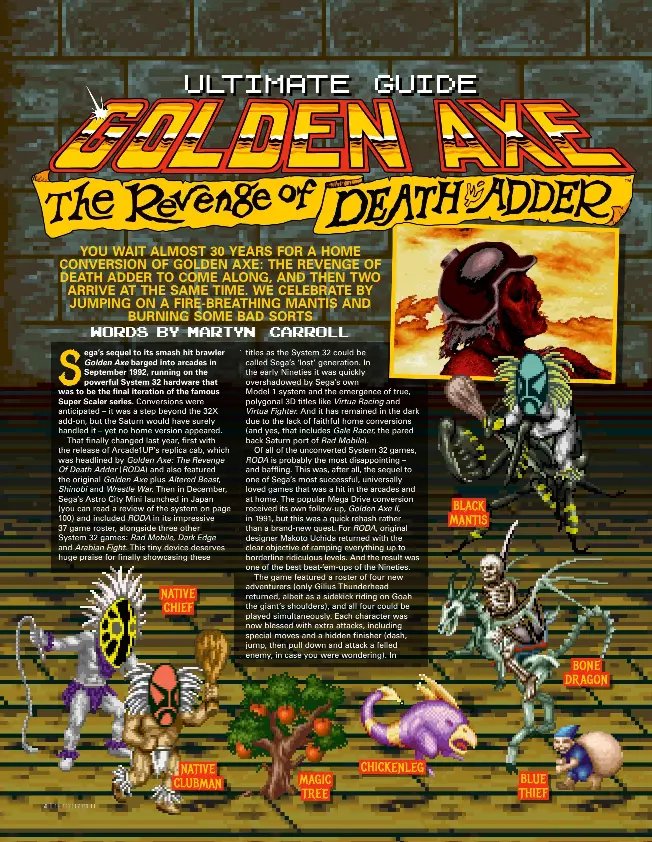 ULTIMATE GUIDE
GOLDEN AXE
The Revenge of DEATH ADDER
YOU WAIT ALMOST 30 YEARS FOR A HOME
CONVERSION OF GOLDEN AXE: THE REVENGE OF
DEATH ADDER TO COME ALONG, AND THEN TWO
ARRIVE AT THE SAME TIME. WE CELEBRATE BY
JUMPING ON A FIRE-BREATHING MANTIS AND
BURNING SOME BAD SORTS
WORDS BY MARTYN CARROLL
Sega's sequel to its smash hit brawler
Golden Axe barged into arcades in
September 1992, running on the
powerful System 32 hardware that
was to be the final iteration of the famous
Super Scaler series. Conversions were
anticipated – it was a step beyond the 32X
add-on, but the Saturn would have surely
handled it – yet no home version appeared.
That finally changed last year, first with
the release of Arcade1UP's replica cab, which
was headlined by Golden Axe: The Revenge
Of Death Adder (RODA) and also featured
the original Golden Axe plus Altered Beast,
Shinobi and Wrestle War. Then in December,
Sega's Astro City Mini launched in Japan
(you can read a review of the system on page
100) and included RODA in its impressive
37 game roster, alongside three other
System 32 games: Rad Mobile, Dark Edge
and Arabian Fight. This tiny device deserves
huge praise for finally showcasing these
titles as the System 32 could be
called Sega's 'lost' generation. In
the early Nineties it was quickly
overshadowed by Sega's own
Model 1 system and the emergence of true,
polygonal 3D titles like Virtua Racing and
Virtua Fighter. And it has remained in the dark
due to the lack of faithful home conversions
(and yes, that includes Gale Racer, the pared
back Saturn port of Rad Mobile).
Of all of the unconverted System 32 games,
RODA is probably the most disappointing –
and baffling. This was, after all, the sequel to
one of Sega's most successful, universally
loved games that was a hit in the arcades and
at home. The popular Mega Drive conversion
received its own follow-up, Golden Axe II,
in 1991, but this was a quick rehash rather
than a brand-new quest. For RODA, original
designer Makoto Uchida returned with the
clear objective of ramping everything up to
borderline ridiculous levels. And the result was
one of the best beat-'em-ups of the Nineties.
The game featured a roster of four new
adventurers (only Gilius Thunderhead
returned, albeit as a sidekick riding on Goah
the giant's shoulders), and all four could be
played simultaneously. Each character was
now blessed with extra attacks, including
special moves and a hidden finisher (dash,
jump, then pull down and attack a felled
enemy, in case you were wondering). In
BLACK
MANTIS
NATIVE
CHIEF
BONE
DRAGON
NATIVE
CLUBMAN
MAGIC
TREE
CHICKENLEG
BLUE
THIEF